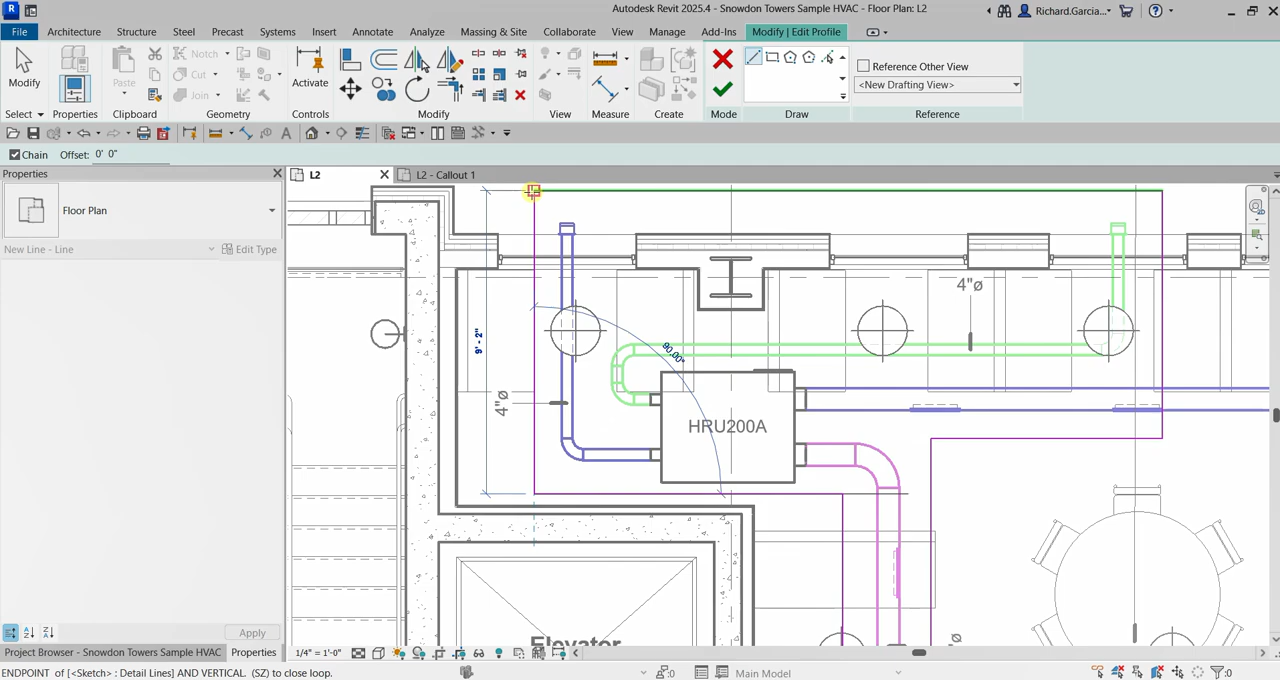 Autodesk Revit 2025.4 - Snowdon Towers Sample HVAC - Floor Plan: L2
Richard.Garcia...
File Architecture Structure Steel Precast Systems Insert Annotate Analyze Massing & Site Collaborate View Manage Add-Ins Modify | Edit Profile
Modify
Paste
Notch
Cut
Join
Activate
Reference Other View
<New Drafting View>
Select Properties Clipboard Geometry Controls Modify View Measure Create Mode Draw Reference
Chain Offset: 0' 0"
Properties
L2
L2 - Callout 1
Floor Plan
New Line - Line
Edit Type
4"ø
9' - 2"
90.00°
4"ø
HRU200A
Elevator
ø
Apply
Project Browser - Snowdon Towers Sample HVAC Properties
1/4" = 1'-0"
ENDPOINT of [<Sketch> : Detail Lines] AND VERTICAL. (SZ) to close loop.
:0
Main Model
:0